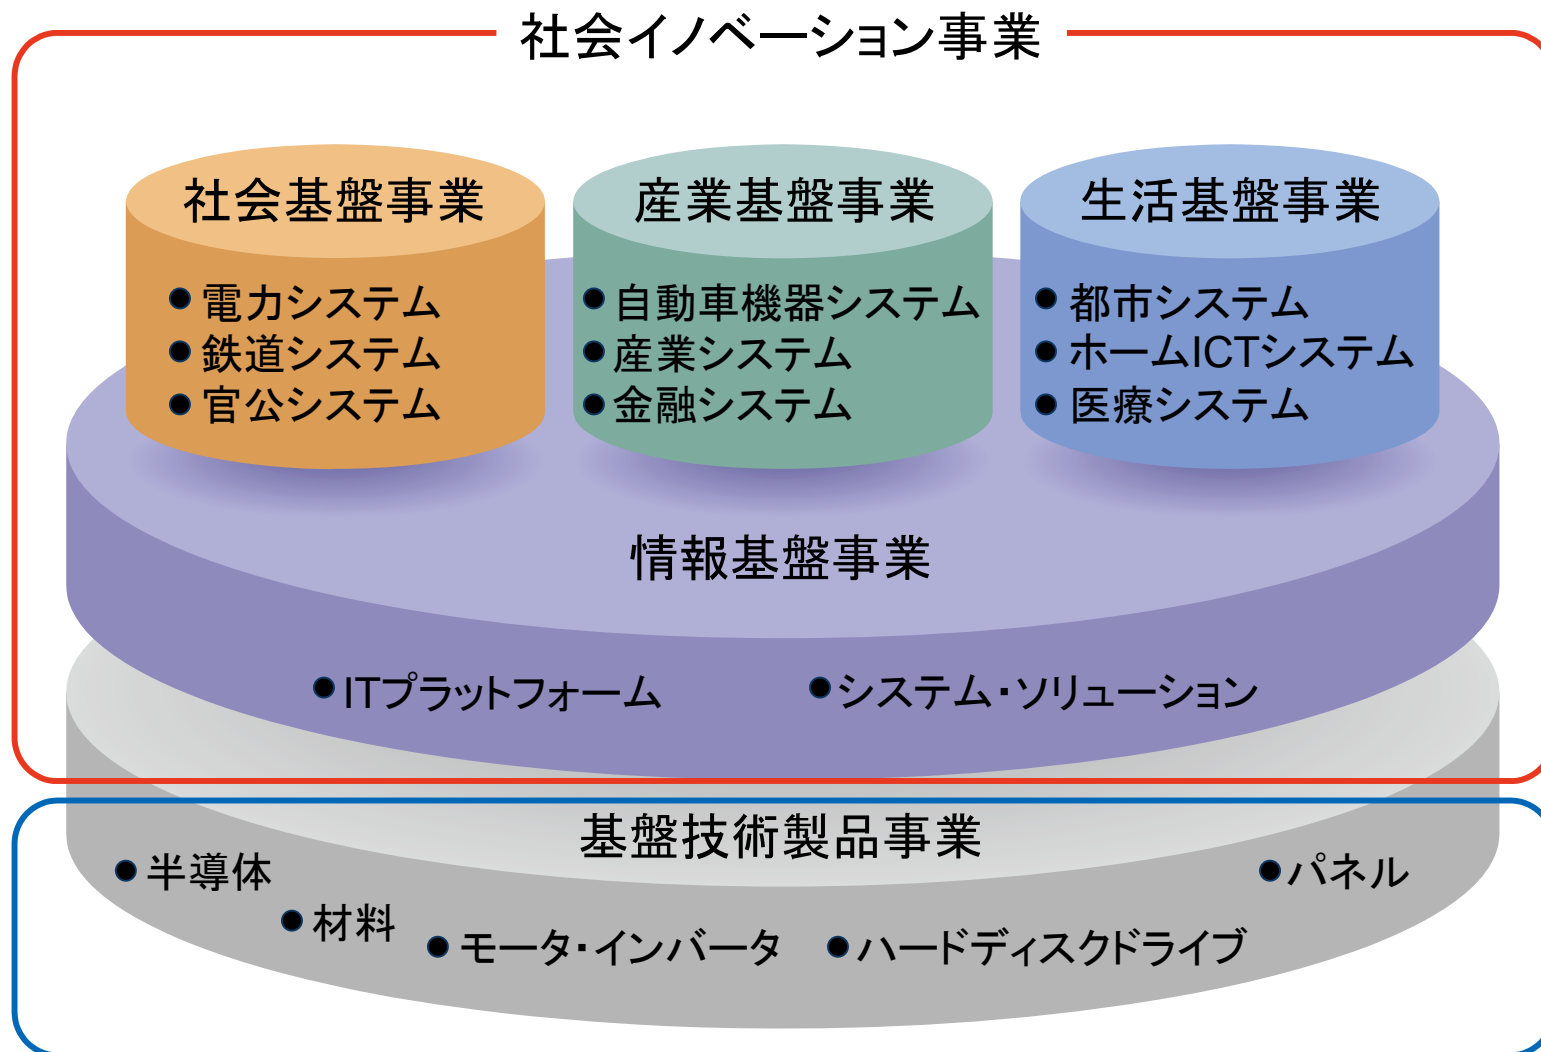 社会イノベーション事業
社会基盤事業
● 電力システム
● 鉄道システム
● 官公システム
産業基盤事業
● 自動車機器システム
● 産業システム
● 金融システム
生活基盤事業
● 都市システム
● ホームICTシステム
● 医療システム
情報基盤事業
● ITプラットフォーム
● システム・ソリューション
基盤技術製品事業
● 半導体
● 材料
● モータ・インバータ
● ハードディスクドライブ
● パネル